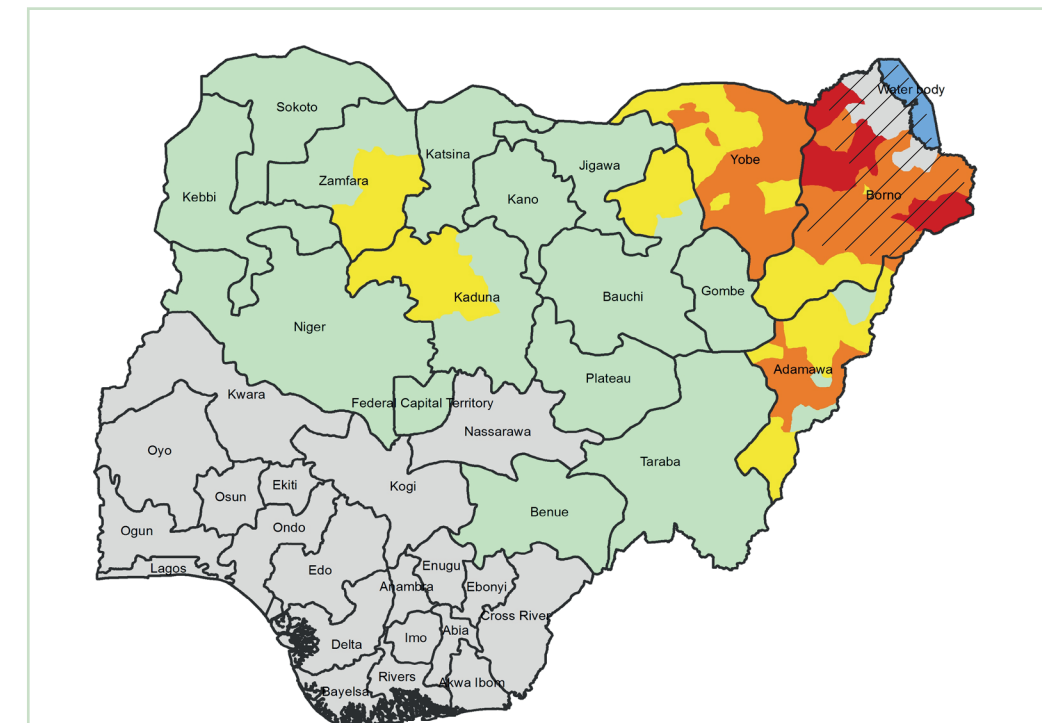 Water body
Sokoto
Katsina
Jigawa
Yobe
Zamfara
Kebbi
Kano
Borno
Kaduna
Bauchi
Gombe
Niger
Adamawa
Plateau
Kwara
Federal Capital Territory
Nassarawa
Oyo
Taraba
Kogi
Osun
Ekiti
Benue
Ogun
Ondo
Lagos
Edo
Enugu
Anambra
Ebonyi
Cross River
Delta
Imo
Abia
Rivers
Akwa Ibom
Bayelsa